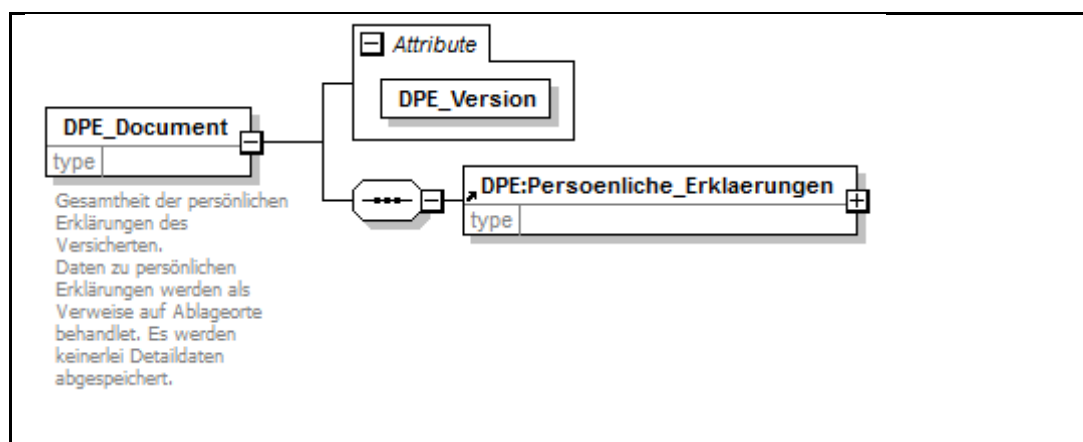 Attribute
DPE_Version
DPE_Document
type
Gesamtheit der persönlichen
Erklärungen des
Versicherten.
Daten zu persönlichen
Erklärungen werden als
Verweise auf Ablageorte
behandlet. Es werden
keinerlei Detaildaten
abgespeichert.
DPE:Persoenliche_Erklaerungen
type